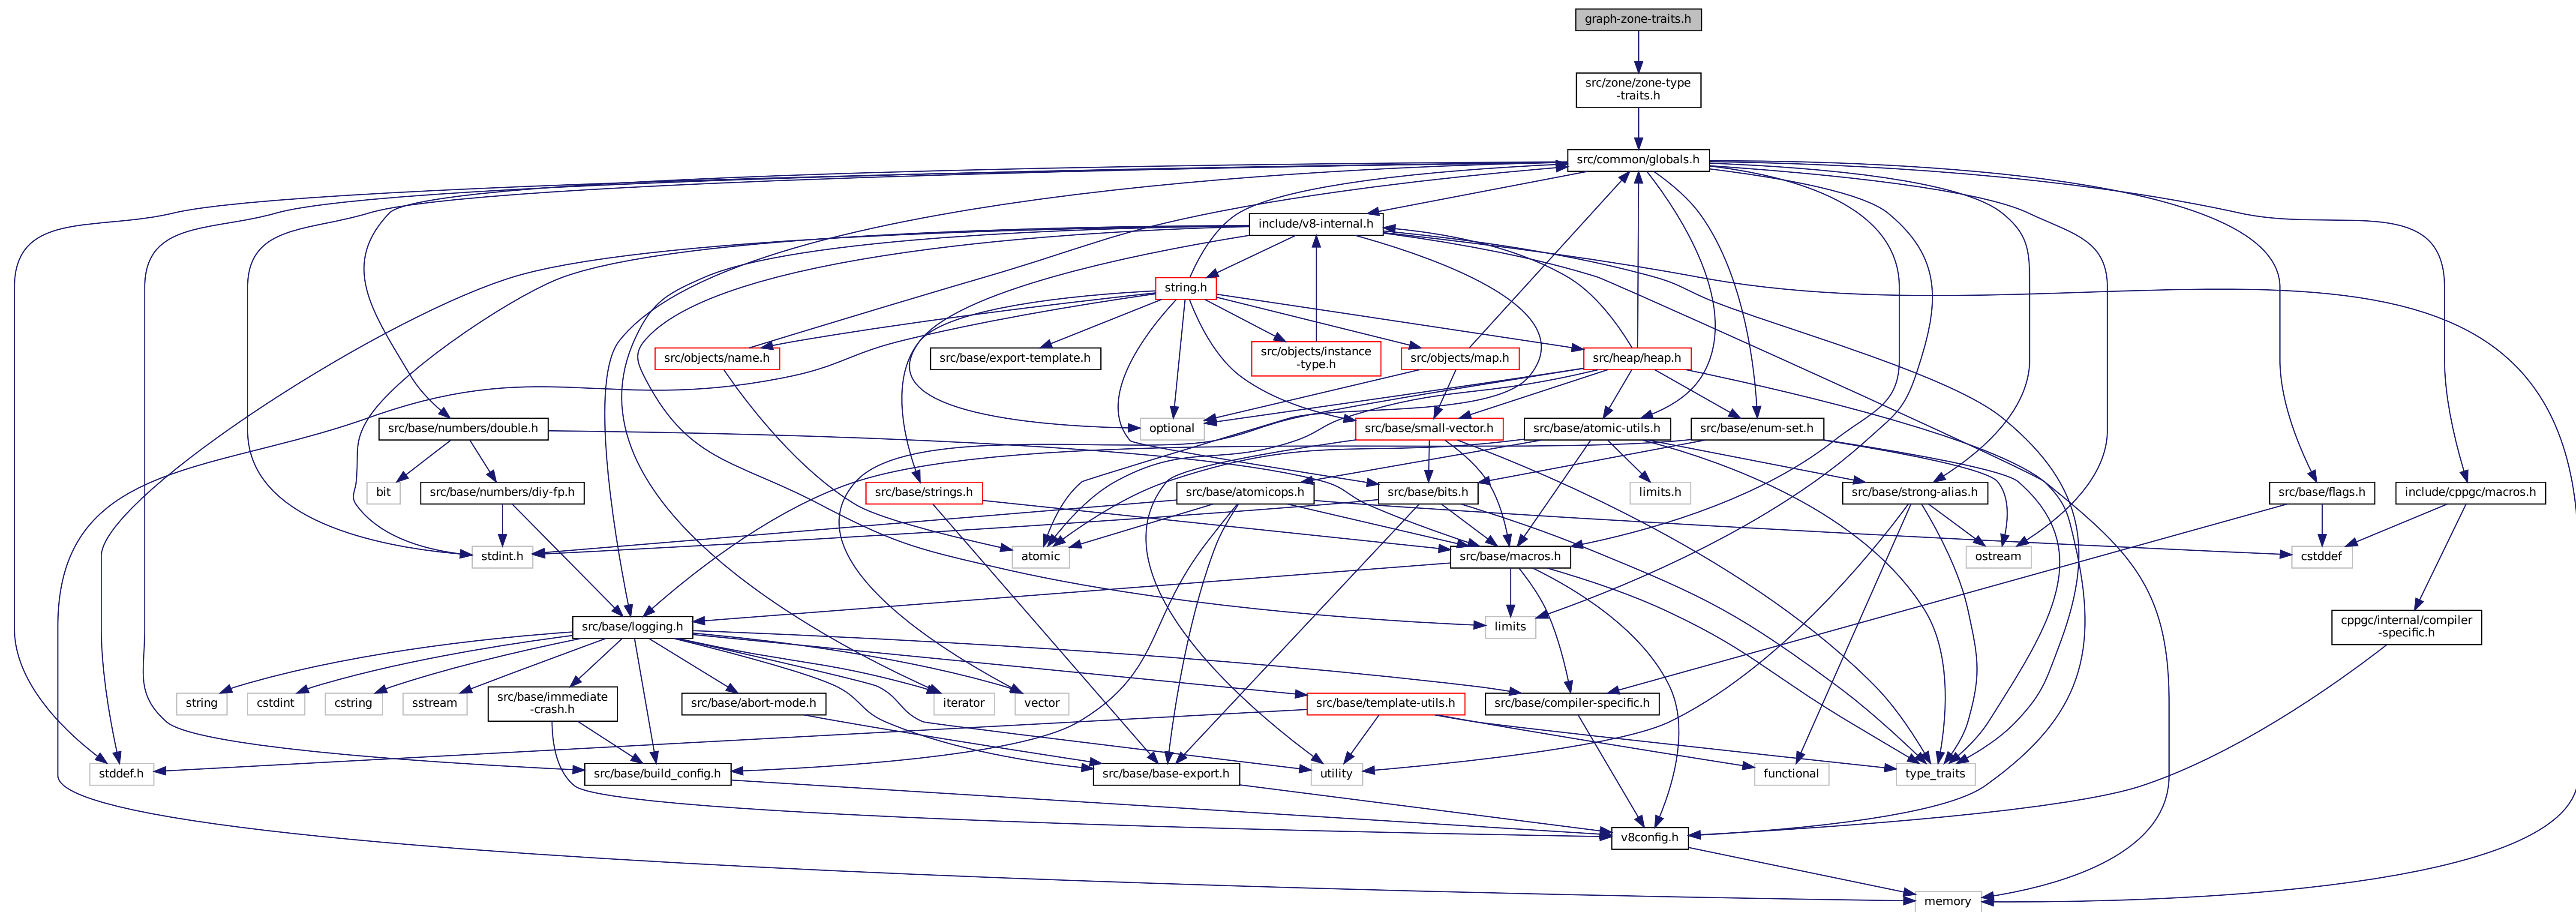 graph-zone-traits.h
src/zone/zone-type
-traits.h
src/common/globals.h
include/v8-internal.h
string.h
src/objects/name.h
src/base/export-template.h
src/objects/instance
-type.h
src/objects/map.h
src/heap/heap.h
src/base/numbers/double.h
optional
src/base/small-vector.h
src/base/atomic-utils.h
src/base/enum-set.h
bit
src/base/numbers/diy-fp.h
src/base/strings.h
src/base/atomicops.h
src/base/bits.h
limits.h
src/base/strong-alias.h
src/base/flags.h
include/cppgc/macros.h
stdint.h
atomic
src/base/macros.h
ostream
cstddef
src/base/logging.h
limits
cppgc/internal/compiler
-specific.h
string
cstdint
cstring
sstream
src/base/immediate
-crash.h
src/base/abort-mode.h
iterator
vector
src/base/template-utils.h
src/base/compiler-specific.h
stddef.h
src/base/build_config.h
src/base/base-export.h
utility
functional
type_traits
v8config.h
memory